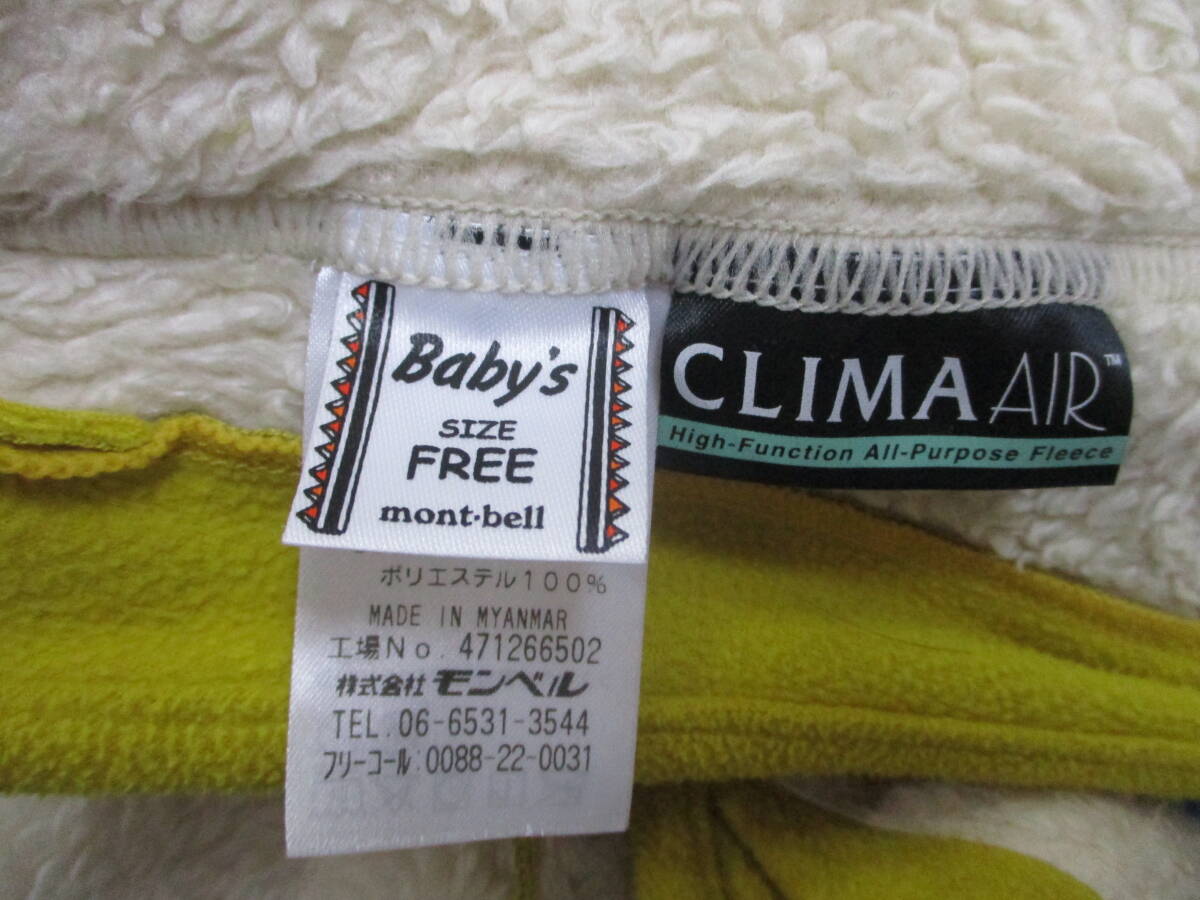 Baby's
SIZE
FREE
mont·bell
ポリエステル100%
MADE IN MYANMAR
工場No. 471266502
株式会社 モンベル
TEL. 06-6531-3544
フリーコール:0088-22-0031
CLIMA AIR™
High-Function All-Purpose Fleece